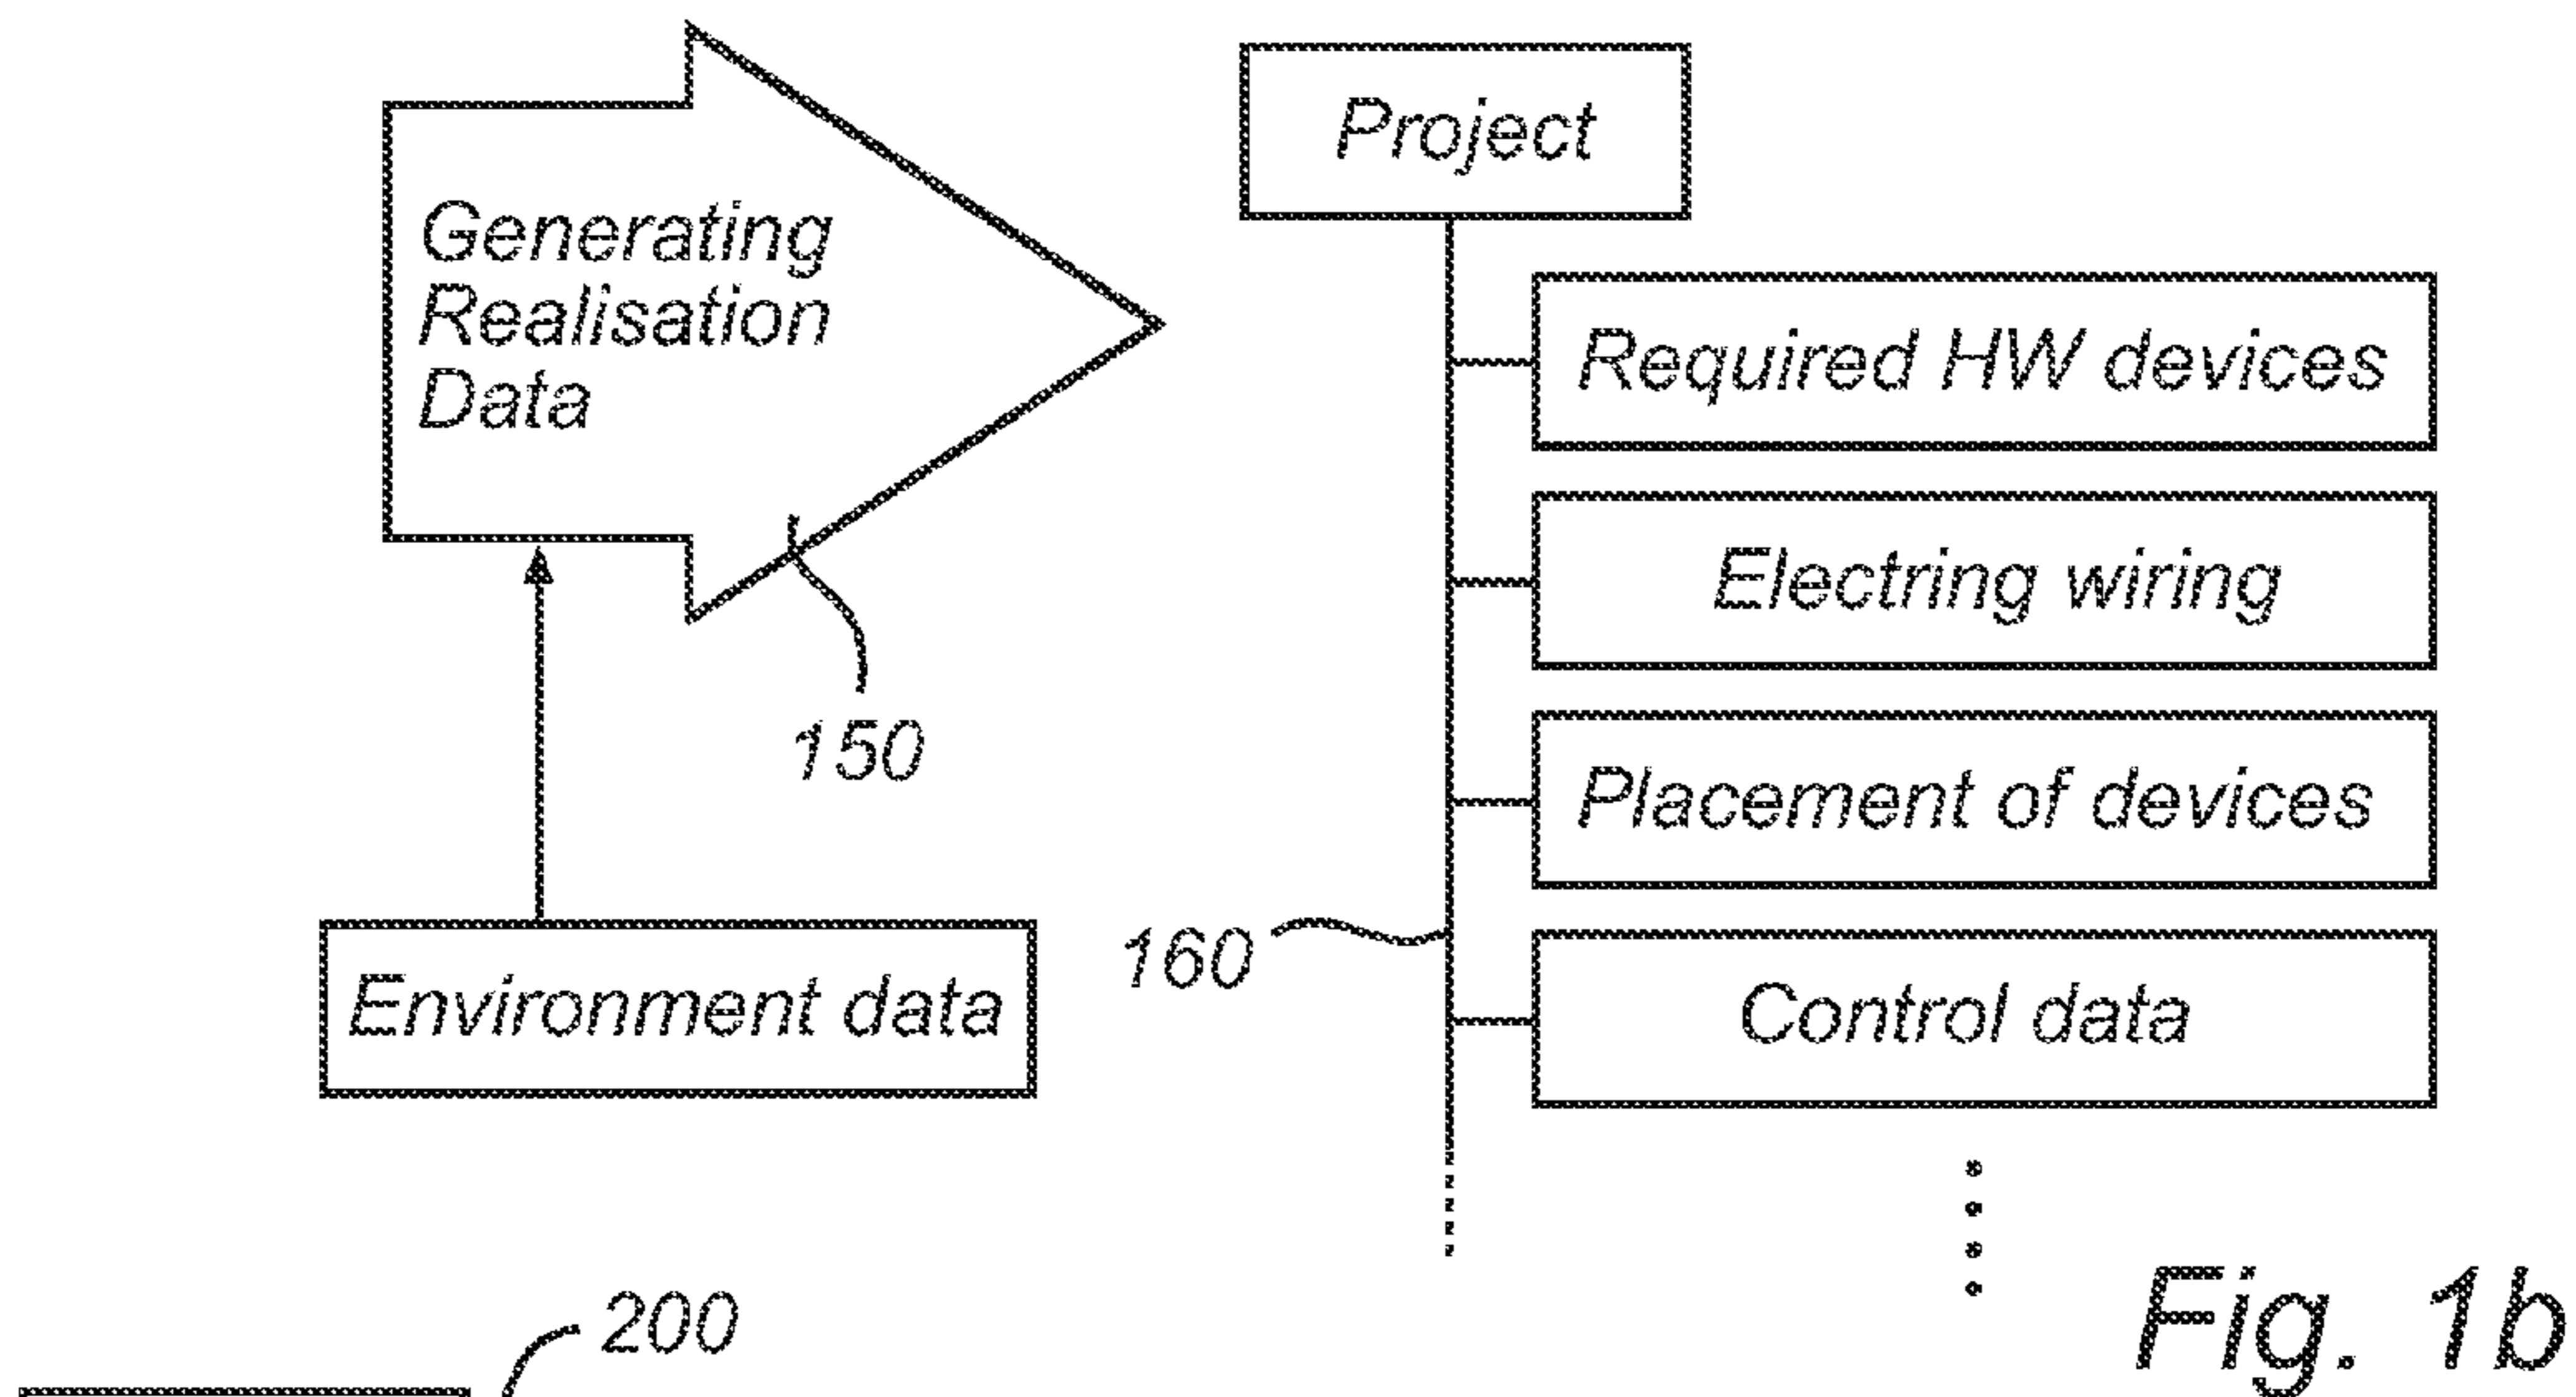 Generating
Realisation
Data
150
Environment data
Project
Required HW devices
Electring wiring
Placement of devices
160
Control data
200
Fig. 1b